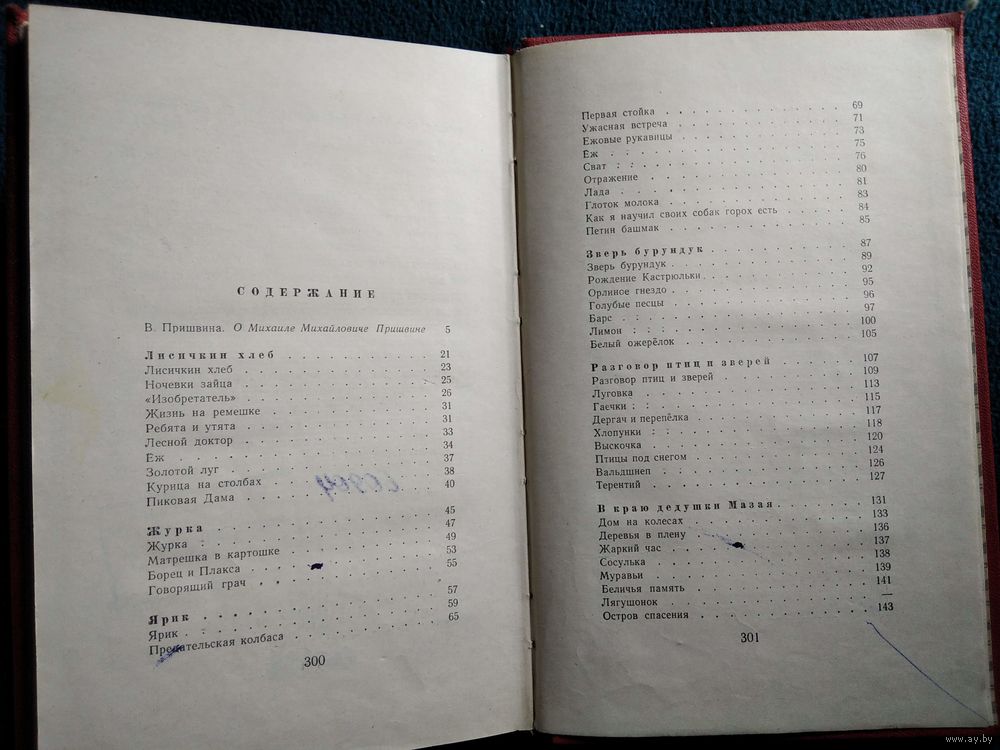 СОДЕРЖАНИЕ
В. Пришвина. О Михаиле Михайловиче Пришвине 5
Лисичкин хлеб . . . . . . . . . . 21
Лисичкин хлеб . . . . . . . . . . 23
Ночевки зайца . . . . . . . . . . 25
«Изобретатель» . . . . . . . . . . 26
Жизнь на ремешке . . . . . . . . . . 31
Ребята и утята . . . . . . . . . . 31
Лесной доктор . . . . . . . . . . 33
Ёж . . . . . . . . . . 34
Золотой луг . . . . . . . . . . 37
Курица на столбах . . . . . . . . . . 38
Пиковая Дама . . . . . . . . . . 40
Журка . . . . . . . . . . 45
Журка . . . . . . . . . . 47
Матрешка в картошке . . . . . . . . . . 49
Борец и Плакса . . . . . . . . . . 53
Говорящий грач . . . . . . . . . . 55
Ярик . . . . . . . . . . 57
Ярик . . . . . . . . . . 59
Предательская колбаса . . . . . . . . . . 65
300
Первая стойка . . . . . . . . . . 69
Ужасная встреча . . . . . . . . . . 71
Ежовые рукавицы . . . . . . . . . . 73
Ёж . . . . . . . . . . 75
Сват . . . . . . . . . . 76
Отражение . . . . . . . . . . 80
Лада . . . . . . . . . . 81
Глоток молока . . . . . . . . . . 83
Как я научил своих собак горох есть . . . . . . 84
Петин башмак . . . . . . . . . . 85
Зверь бурундук . . . . . . . . . . 87
Зверь бурундук . . . . . . . . . . 89
Рождение Кастрюльки . . . . . . . . . . 92
Орлиное гнездо . . . . . . . . . . 95
Голубые песцы . . . . . . . . . . 96
Барс . . . . . . . . . . 97
Лимон . . . . . . . . . . 100
Белый ожерёлок . . . . . . . . . . 105
Разговор птиц и зверей . . . . . . . . 107
Разговор птиц и зверей . . . . . . . . 109
Луговка . . . . . . . . . . 113
Гаечки . . . . . . . . . . 115
Дергач и перепёлка . . . . . . . . . . 117
Хлопунки . . . . . . . . . . 118
Выскочка . . . . . . . . . . 120
Птицы под снегом . . . . . . . . . . 124
Вальдшнеп . . . . . . . . . . 126
Терентий . . . . . . . . . . 127
В краю дедушки Мазая . . . . . . . . 131
Дом на колесах . . . . . . . . . . 133
Деревья в плену . . . . . . . . . . 136
Жаркий час . . . . . . . . . . 137
Сосулька . . . . . . . . . . 138
Муравьи . . . . . . . . . . 139
Беличья память . . . . . . . . . . 141
Лягушонок . . . . . . . . . . —
Остров спасения . . . . . . . . . . 143
301
www.ay.by